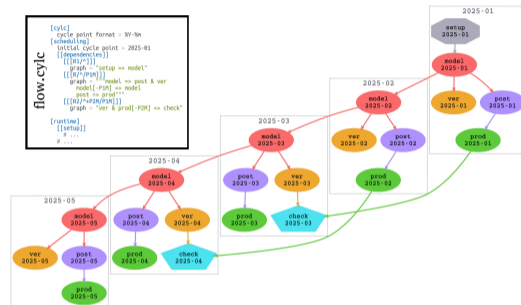 flow.cylc
[cylc]
cycle point format = %Y-%m
[scheduling]
initial cycle point = 2025-01
[[dependencies]]
[[[R1/^]]]
graph = "setup => model"
[[[R/^/P1M]]]
graph = """model => post & ver
model[-P1M] => model
post => prod"""
[[[R2/^+P2M/P1M]]]
graph = "ver & prod[-P2M] => check"
[runtime]
[[setup]]
# ...
# ...
2025-01
setup
2025-01
model
2025-01
ver
2025-01
post
2025-01
prod
2025-01
2025-02
model
2025-02
ver
2025-02
post
2025-02
prod
2025-02
2025-03
model
2025-03
post
2025-03
ver
2025-03
prod
2025-03
check
2025-03
2025-04
model
2025-04
post
2025-04
ver
2025-04
prod
2025-04
check
2025-04
2025-05
model
2025-05
ver
2025-05
post
2025-05
prod
2025-05